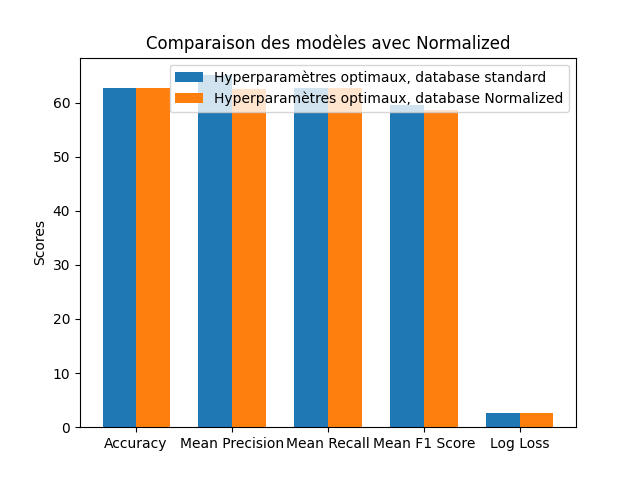 Comparaison des modèles avec Normalized
Hyperparamètres optimaux, database standard
Hyperparamètres optimaux, database Normalized
Scores
60
50
40
30
20
10
0
Accuracy
Mean Precision
Mean Recall
Mean F1 Score
Log Loss